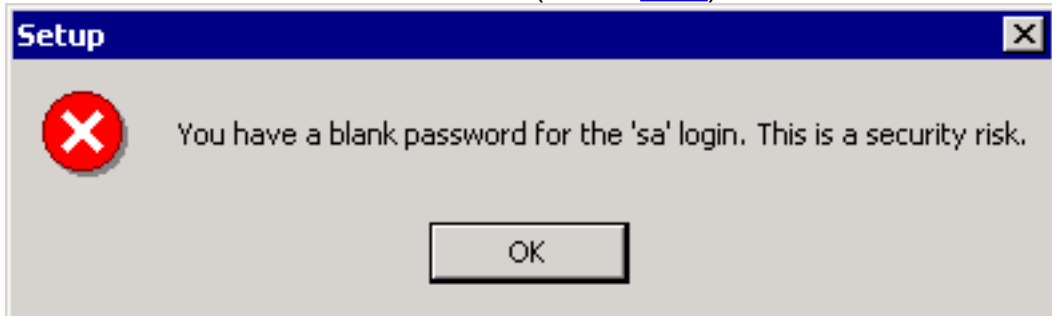 Setup
You have a blank password for the 'sa' login. This is a security risk.
OK